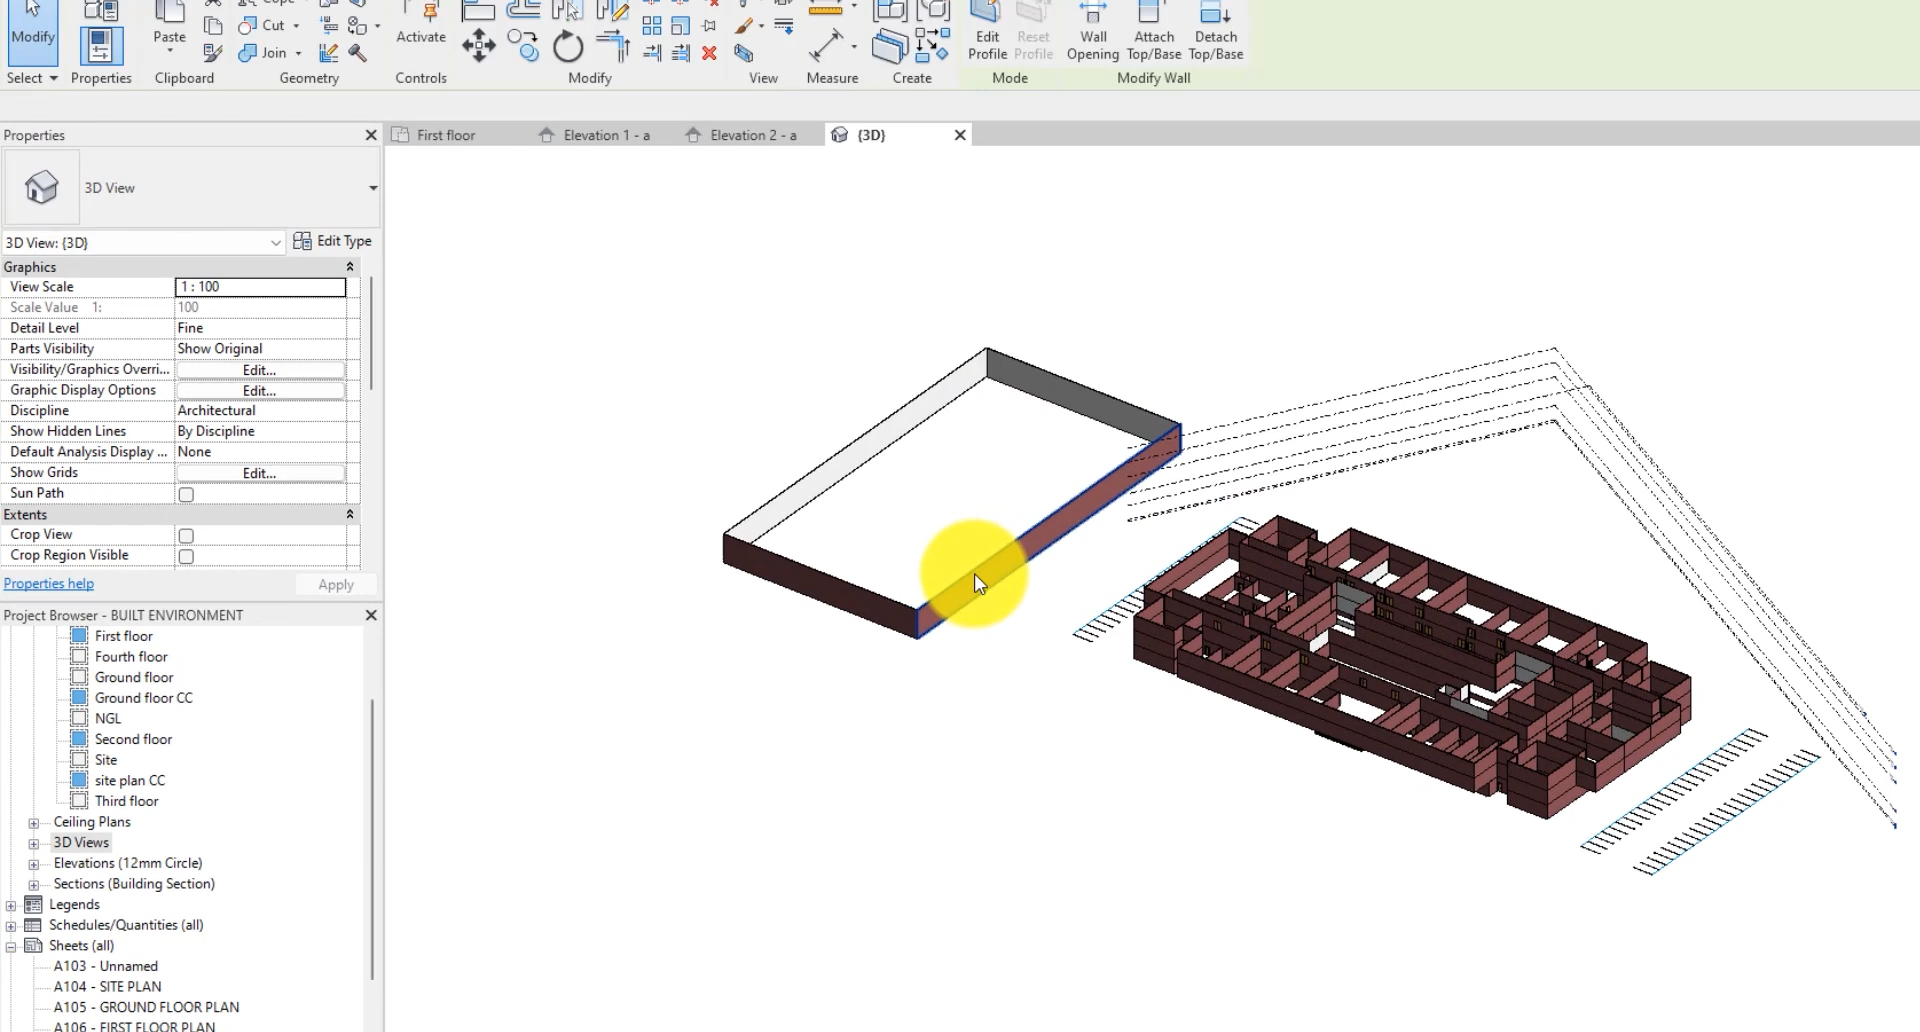 Modify
Select
Properties
Paste
Clipboard
Cope
Cut
Join
Geometry
Activate
Controls
Modify
View
Measure
Create
Edit Profile
Reset Profile
Mode
Wall Opening
Attach Top/Base
Detach Top/Base
Modify Wall
Properties
First floor
Elevation 1 - a
Elevation 2 - a
{3D}
3D View
3D View: {3D}
Edit Type
Graphics
View Scale 1 : 100
Scale Value 1: 100
Detail Level Fine
Parts Visibility Show Original
Visibility/Graphics Overri... Edit...
Graphic Display Options Edit...
Discipline Architectural
Show Hidden Lines By Discipline
Default Analysis Display ... None
Show Grids Edit...
Sun Path
Extents
Crop View
Crop Region Visible
Properties help Apply
Project Browser - BUILT ENVIRONMENT
First floor
Fourth floor
Ground floor
Ground floor CC
NGL
Second floor
Site
site plan CC
Third floor
Ceiling Plans
3D Views
Elevations (12mm Circle)
Sections (Building Section)
Legends
Schedules/Quantities (all)
Sheets (all)
A103 - Unnamed
A104 - SITE PLAN
A105 - GROUND FLOOR PLAN
A106 - FIRST FLOOR PLAN